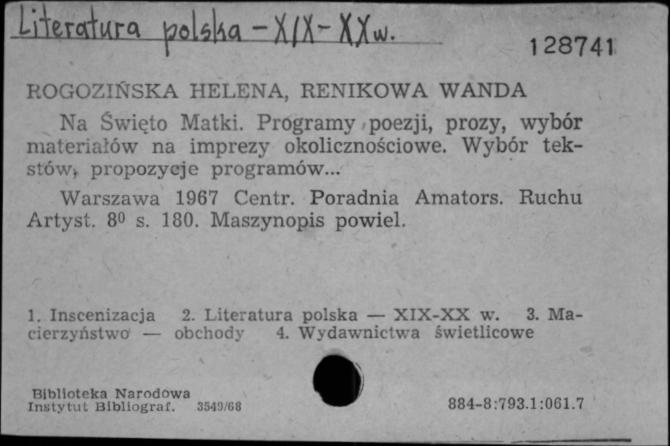 Literatura polska - XIX - XX w.
128741
ROGOZIŃSKA HELENA, RENIKOWA WANDA
Na Święto Matki. Programy poezji, prozy, wybór
materiałów na imprezy okolicznościowe. Wybór tek-
stów, propozycje programów...
Warszawa 1967 Centr. Poradnia Amators. Ruchu
Artyst. 8⁰ s. 180. Maszynopis powiel.
1. Inscenizacja 2. Literatura polska — XIX-XX w. 3. Ma-
cierzyństwo — obchody 4. Wydawnictwa świetlicowe
Biblioteka Narodowa
Instytut Bibliograf. 3549/68
884-8:793.1:061.7